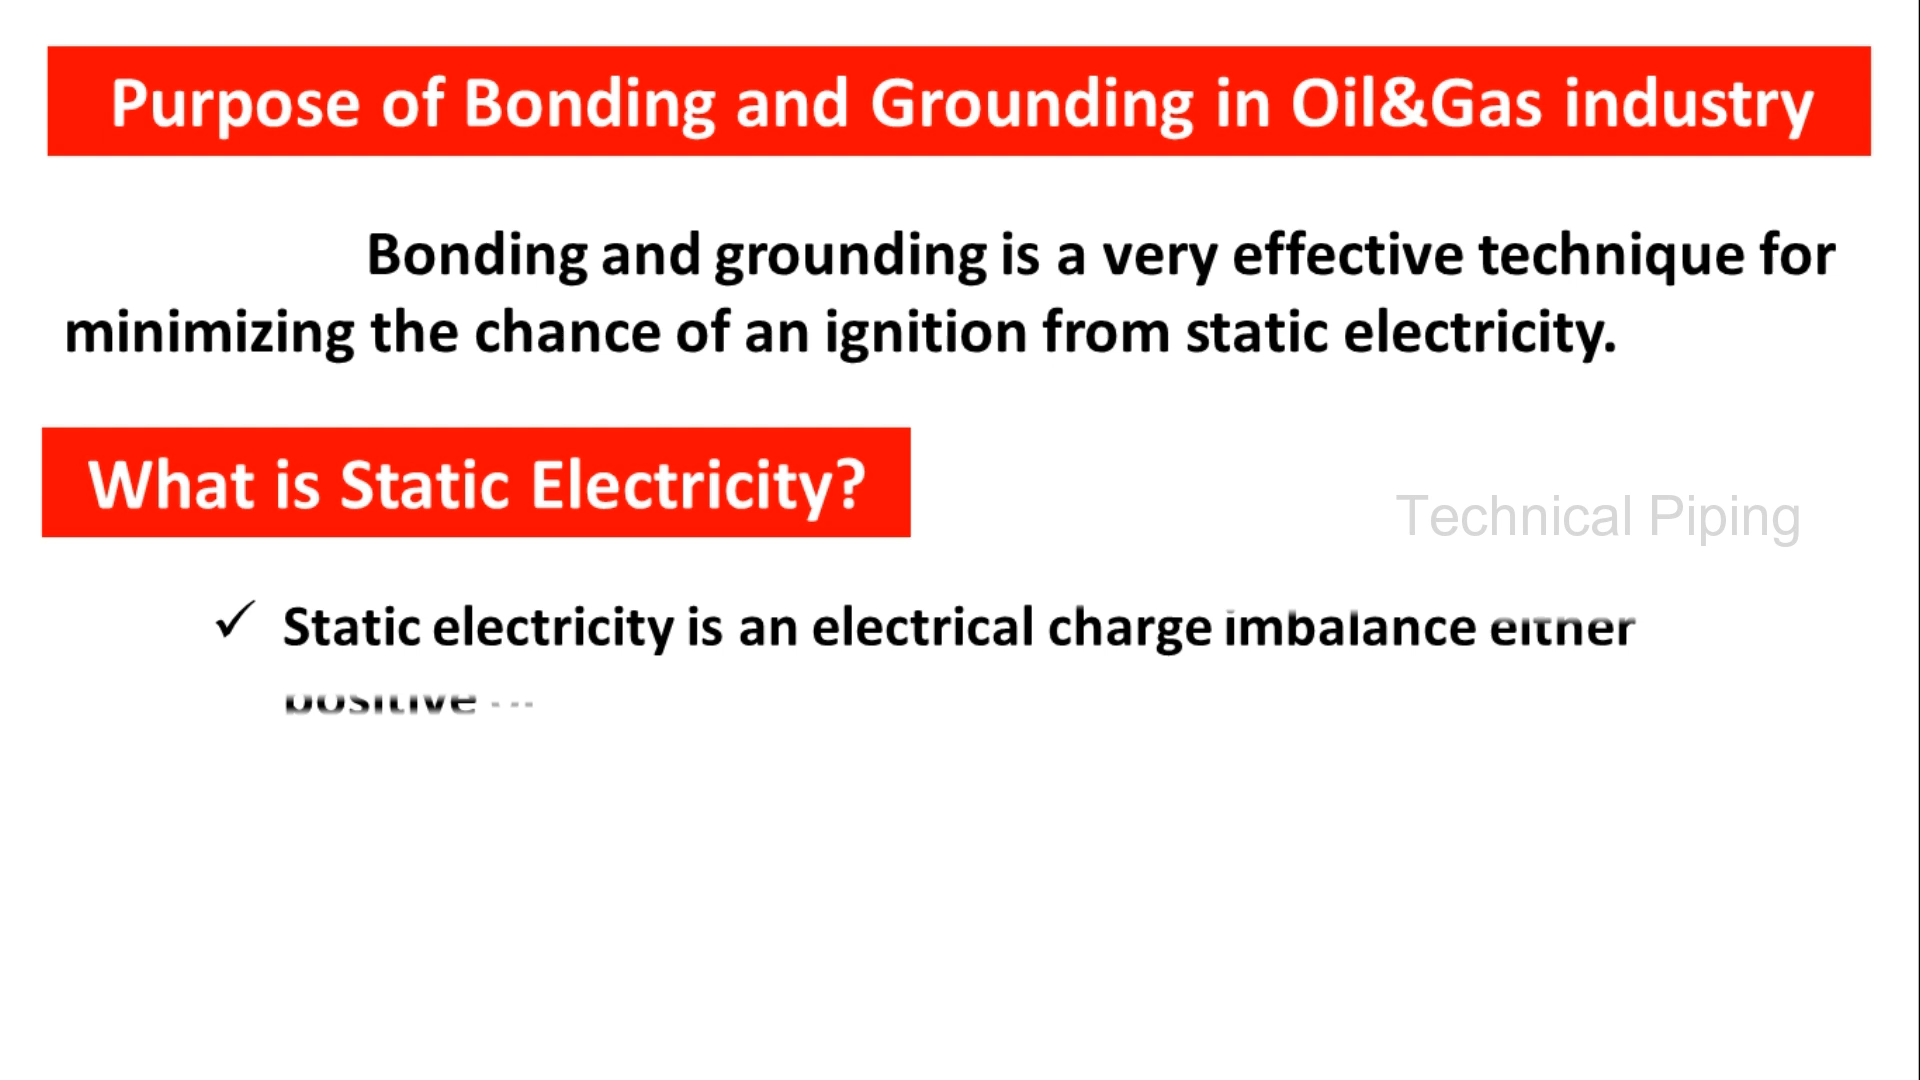 Purpose of Bonding and Grounding in Oil&Gas industry
Bonding and grounding is a very effective technique for
minimizing the chance of an ignition from static electricity.
What is Static Electricity?
Technical Piping
✓ Static electricity is an electrical charge imbalance either
positive